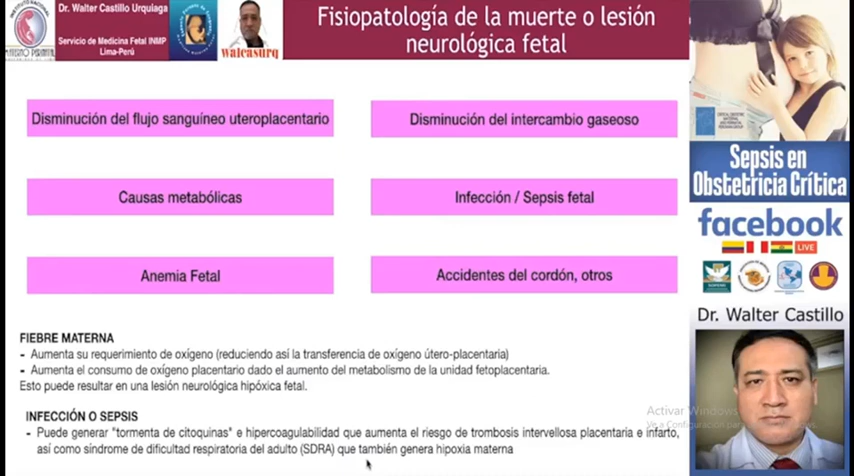 Dr. Walter Castillo Urquiaga
Servicio de Medicina Fetal INMP
Lima-Perú
walcasurq
Fisiopatología de la muerte o lesión
neurológica fetal
Disminución del flujo sanguíneo uteroplacentario
Disminución del intercambio gaseoso
Causas metabólicas
Infección / Sepsis fetal
Anemia Fetal
Accidentes del cordón, otros
FIEBRE MATERNA
- Aumenta su requerimiento de oxígeno (reduciendo así la transferencia de oxígeno útero-placentaria)
- Aumenta el consumo de oxígeno placentario dado el aumento del metabolismo de la unidad fetoplacentaria.
Esto puede resultar en una lesión neurológica hipóxica fetal.
INFECCIÓN O SEPSIS
- Puede generar "tormenta de citoquinas" e hipercoagulabilidad que aumenta el riesgo de trombosis intervellosa placentaria e infarto,
así como síndrome de dificultad respiratoria del adulto (SDRA) que también genera hipoxia materna
Sepsis en
Obstetricia Crítica
facebook
LIVE
Dr. Walter Castillo
Activar Windows